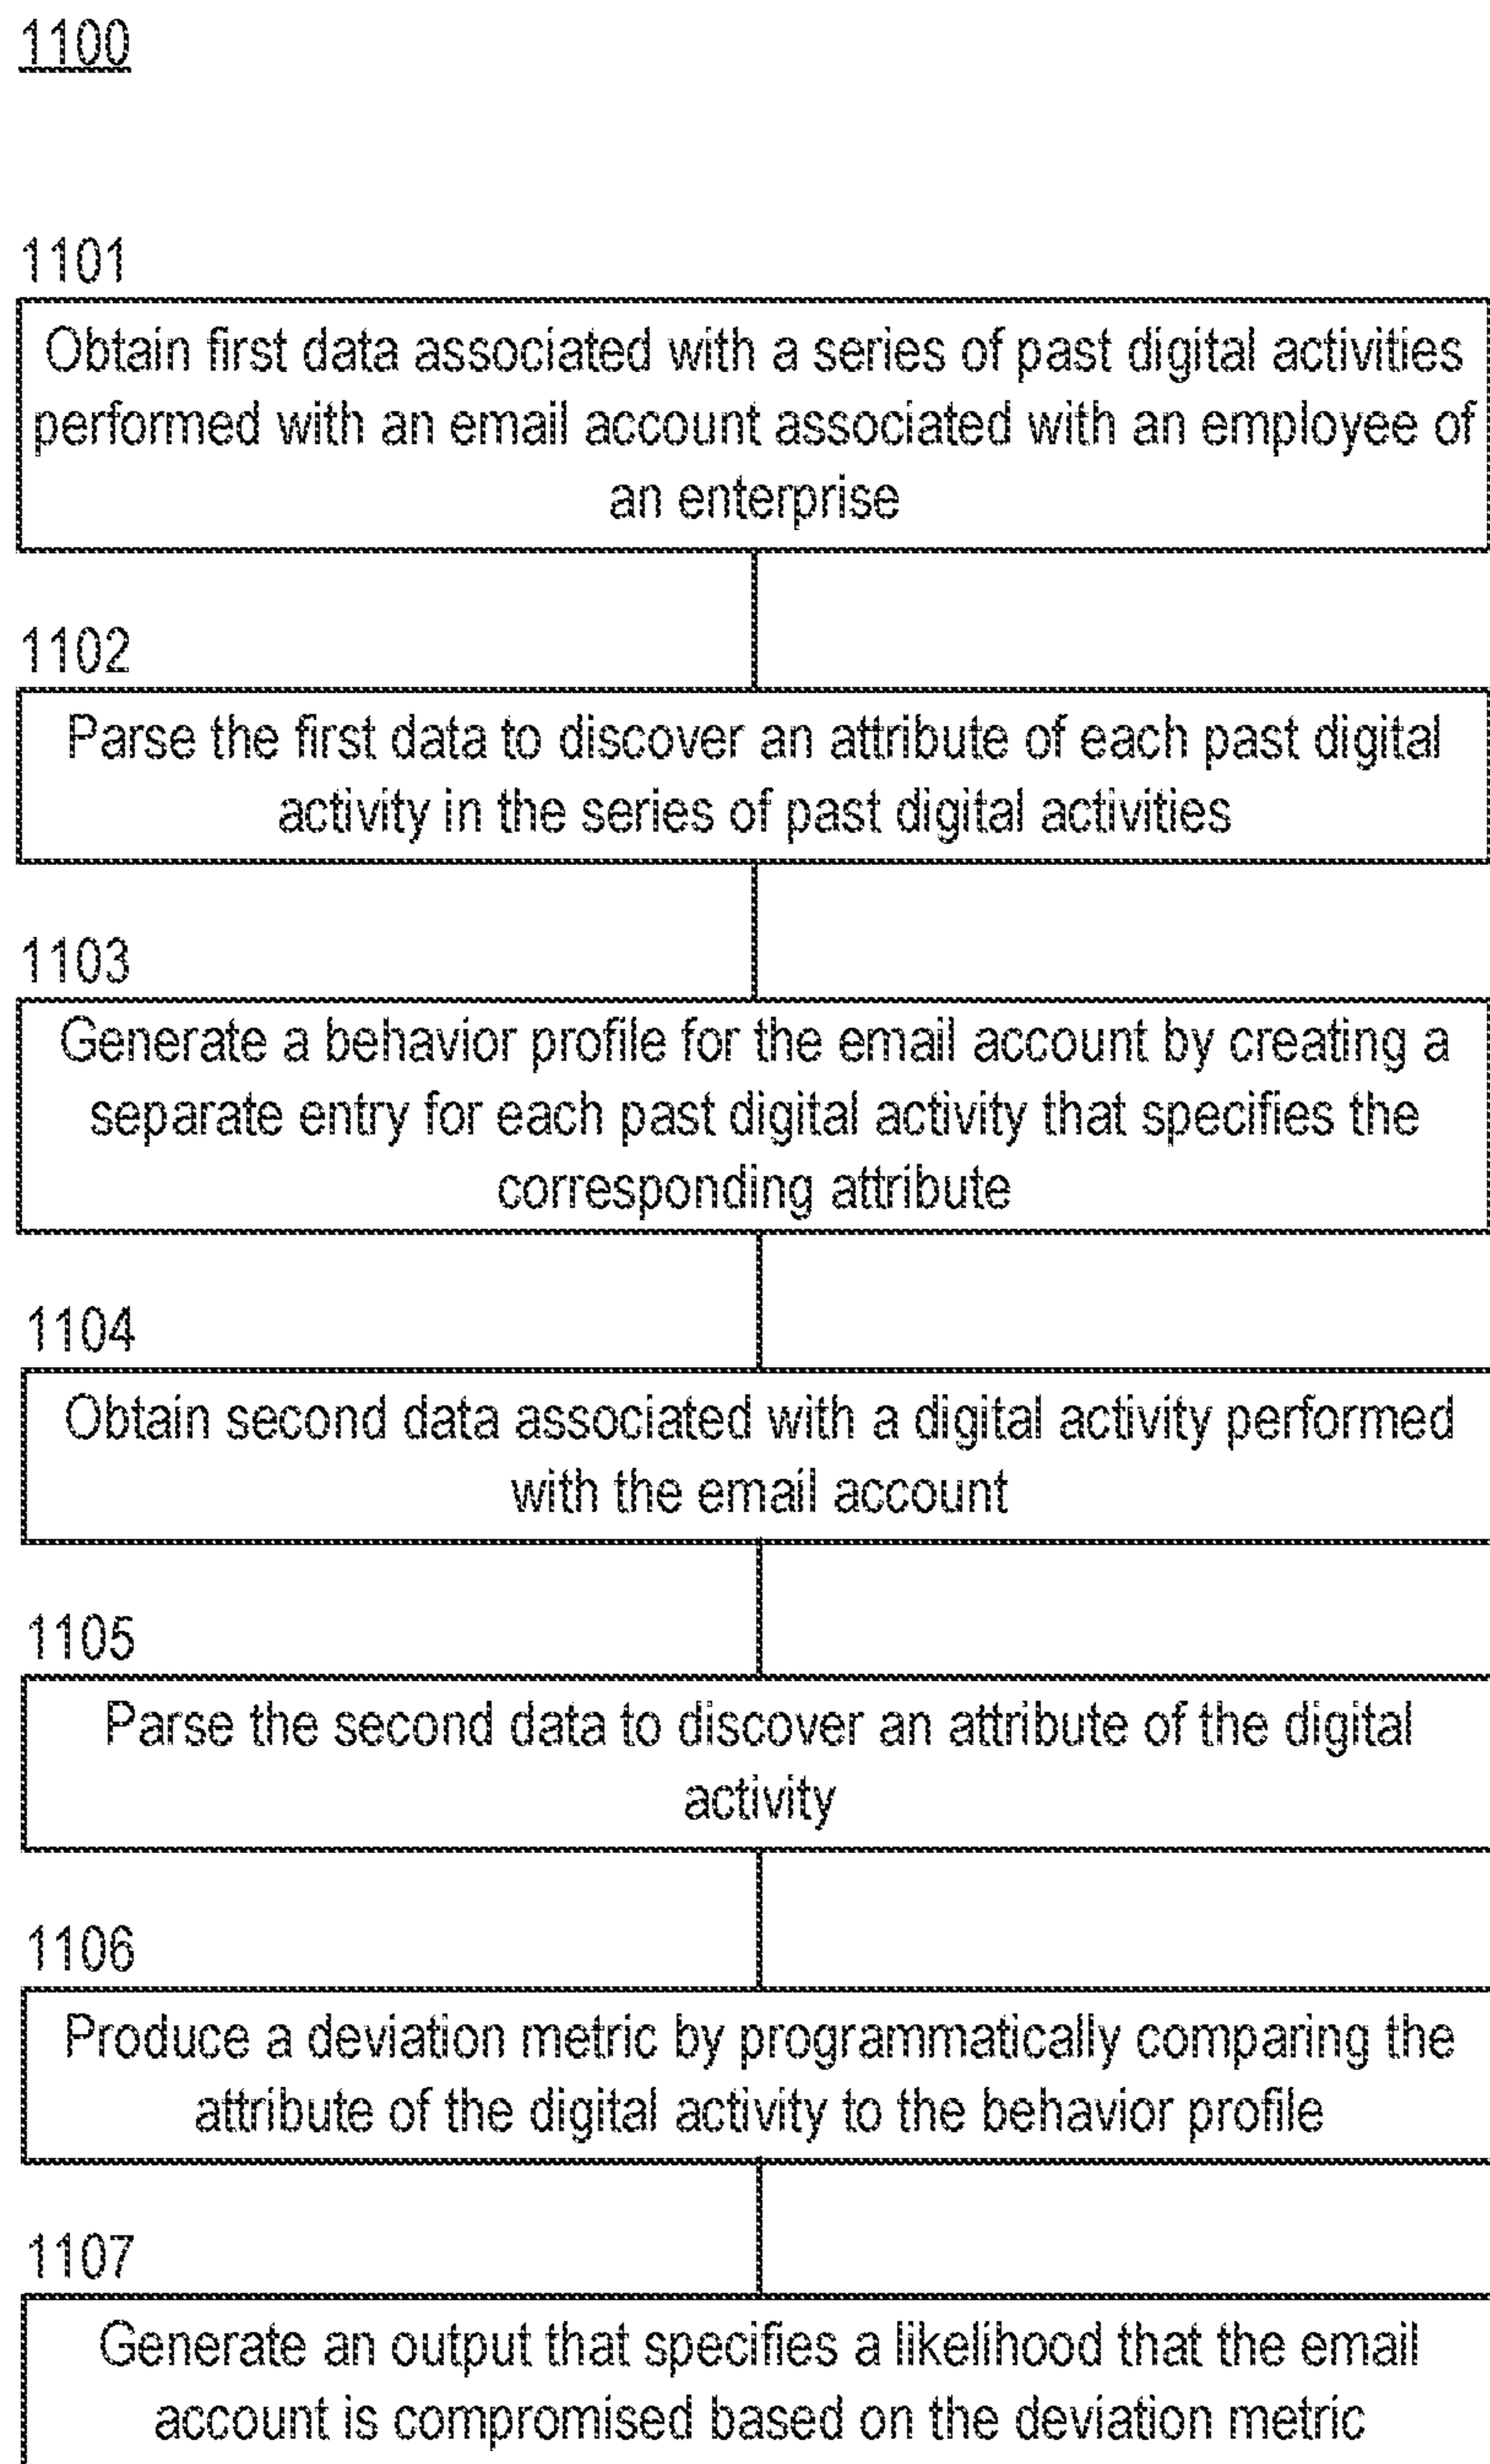 1100
1101
Obtain first data associated with a series of past digital activities
performed with an email account associated with an employee of
an enterprise
1102
Parse the first data to discover an attribute of each past digital
activity in the series of past digital activities
1103
Generate a behavior profile for the email account by creating a
separate entry for each past digital activity that specifies the
corresponding attribute
1104
Obtain second data associated with a digital activity performed
with the email account
1105
Parse the second data to discover an attribute of the digital
activity
1106
Produce a deviation metric by programmatically comparing the
attribute of the digital activity to the behavior profile
1107
Generate an output that specifies a likelihood that the email
account is compromised based on the deviation metric